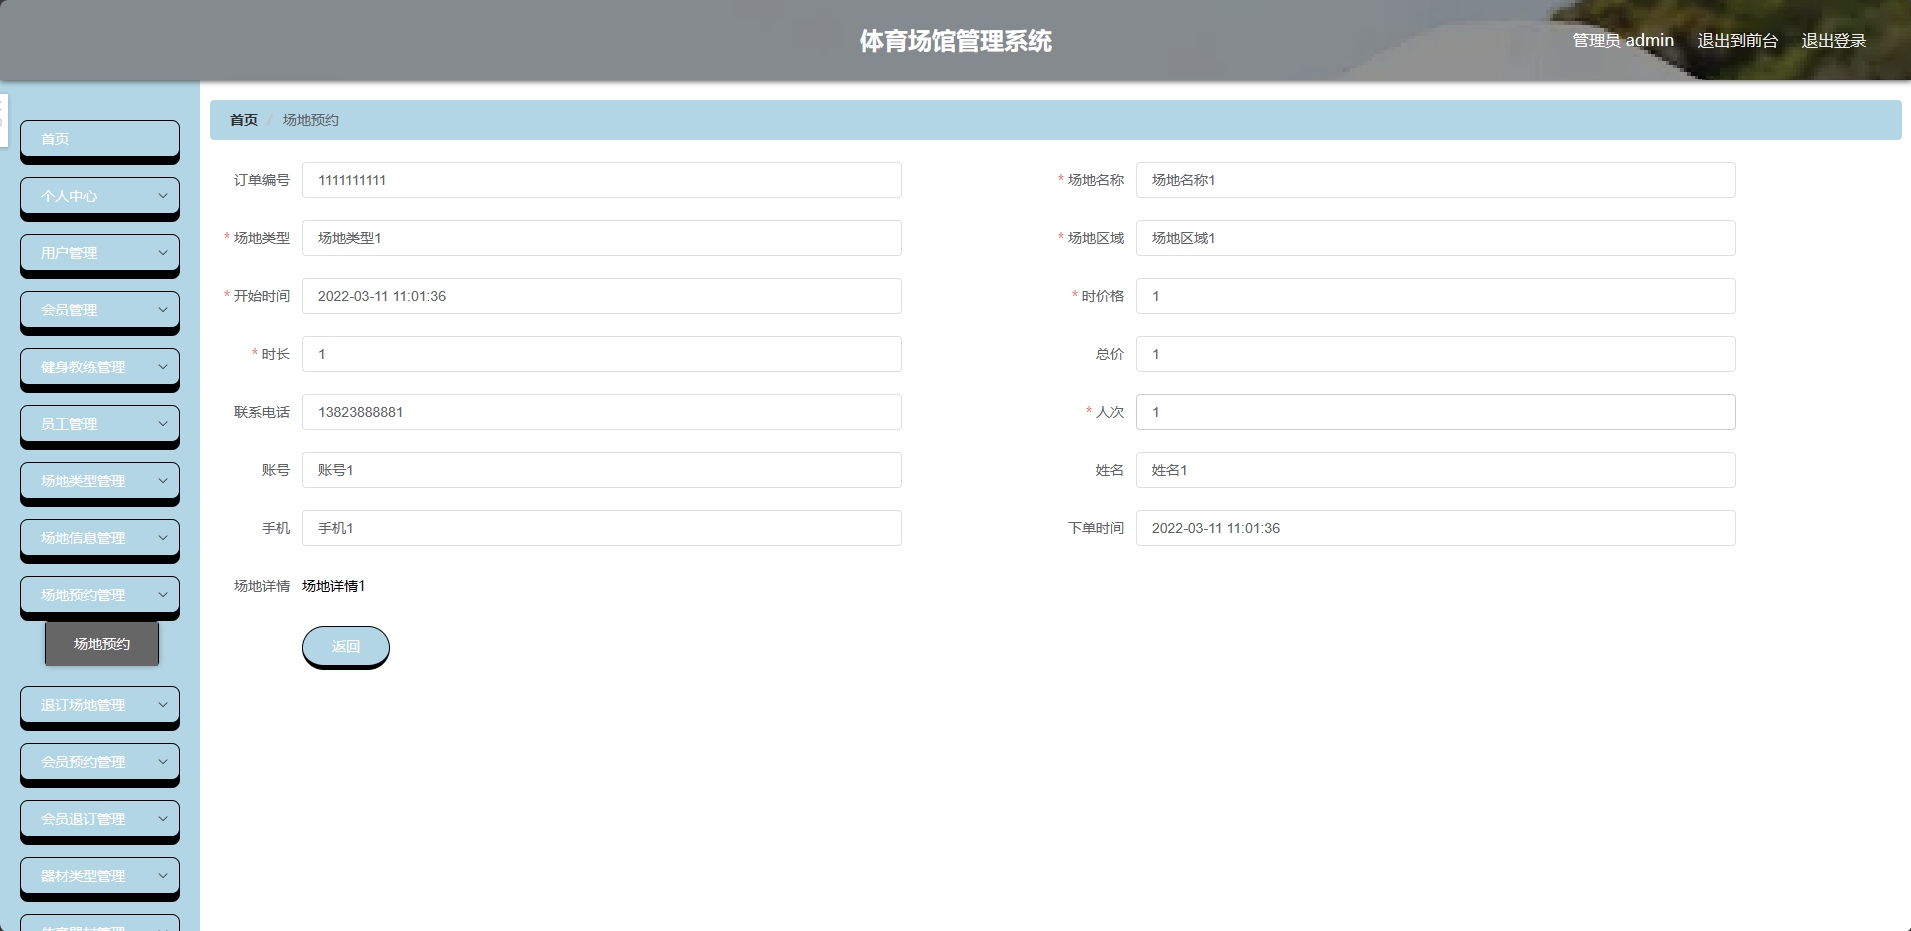 体育场馆管理系统
管理员 admin 退出到前台 退出登录
首页
个人中心
用户管理
会员管理
健身教练管理
员工管理
场地类型管理
场地信息管理
场地预约管理
场地预约
退订场地管理
会员预约管理
会员退订管理
器材类型管理
首页 / 场地预约
订单编号 1111111111
* 场地名称 场地名称1
* 场地类型 场地类型1
* 场地区域 场地区域1
* 开始时间 2022-03-11 11:01:36
* 时价格 1
* 时长 1
总价 1
联系电话 13823888881
* 人次 1
账号 账号1
姓名 姓名1
手机 手机1
下单时间 2022-03-11 11:01:36
场地详情 场地详情1
返回